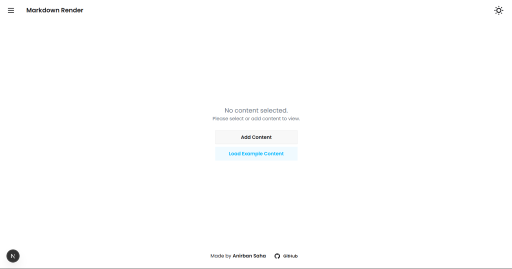 Markdown Render
No content selected.
Please select or add content to view.
Add Content
Load Example Content
Made by Anirban Saha GitHub
N